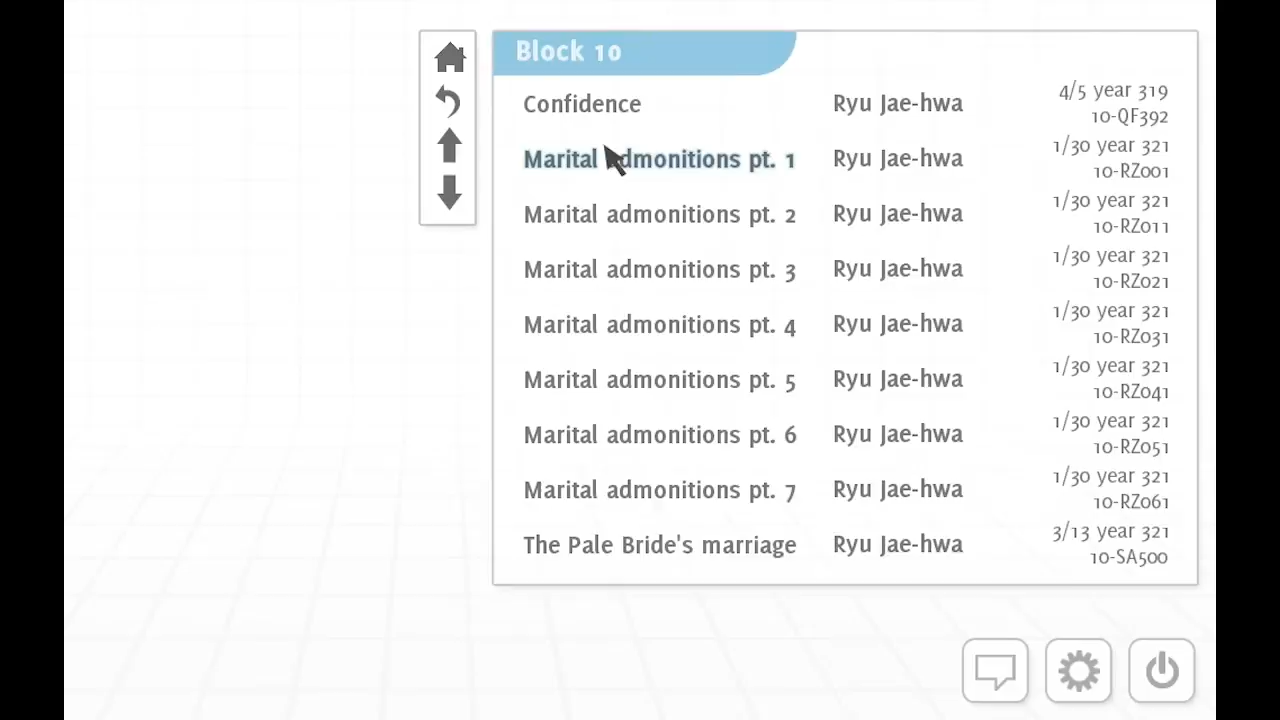 Block 10
Confidence Ryu Jae-hwa 4/5 year 319
10-QF392
Marital admonitions pt. 1 Ryu Jae-hwa 1/30 year 321
10-RZ001
Marital admonitions pt. 2 Ryu Jae-hwa 1/30 year 321
10-RZ011
Marital admonitions pt. 3 Ryu Jae-hwa 1/30 year 321
10-RZ021
Marital admonitions pt. 4 Ryu Jae-hwa 1/30 year 321
10-RZ031
Marital admonitions pt. 5 Ryu Jae-hwa 1/30 year 321
10-RZ041
Marital admonitions pt. 6 Ryu Jae-hwa 1/30 year 321
10-RZ051
Marital admonitions pt. 7 Ryu Jae-hwa 1/30 year 321
10-RZ061
The Pale Bride's marriage Ryu Jae-hwa 3/13 year 321
10-SA500